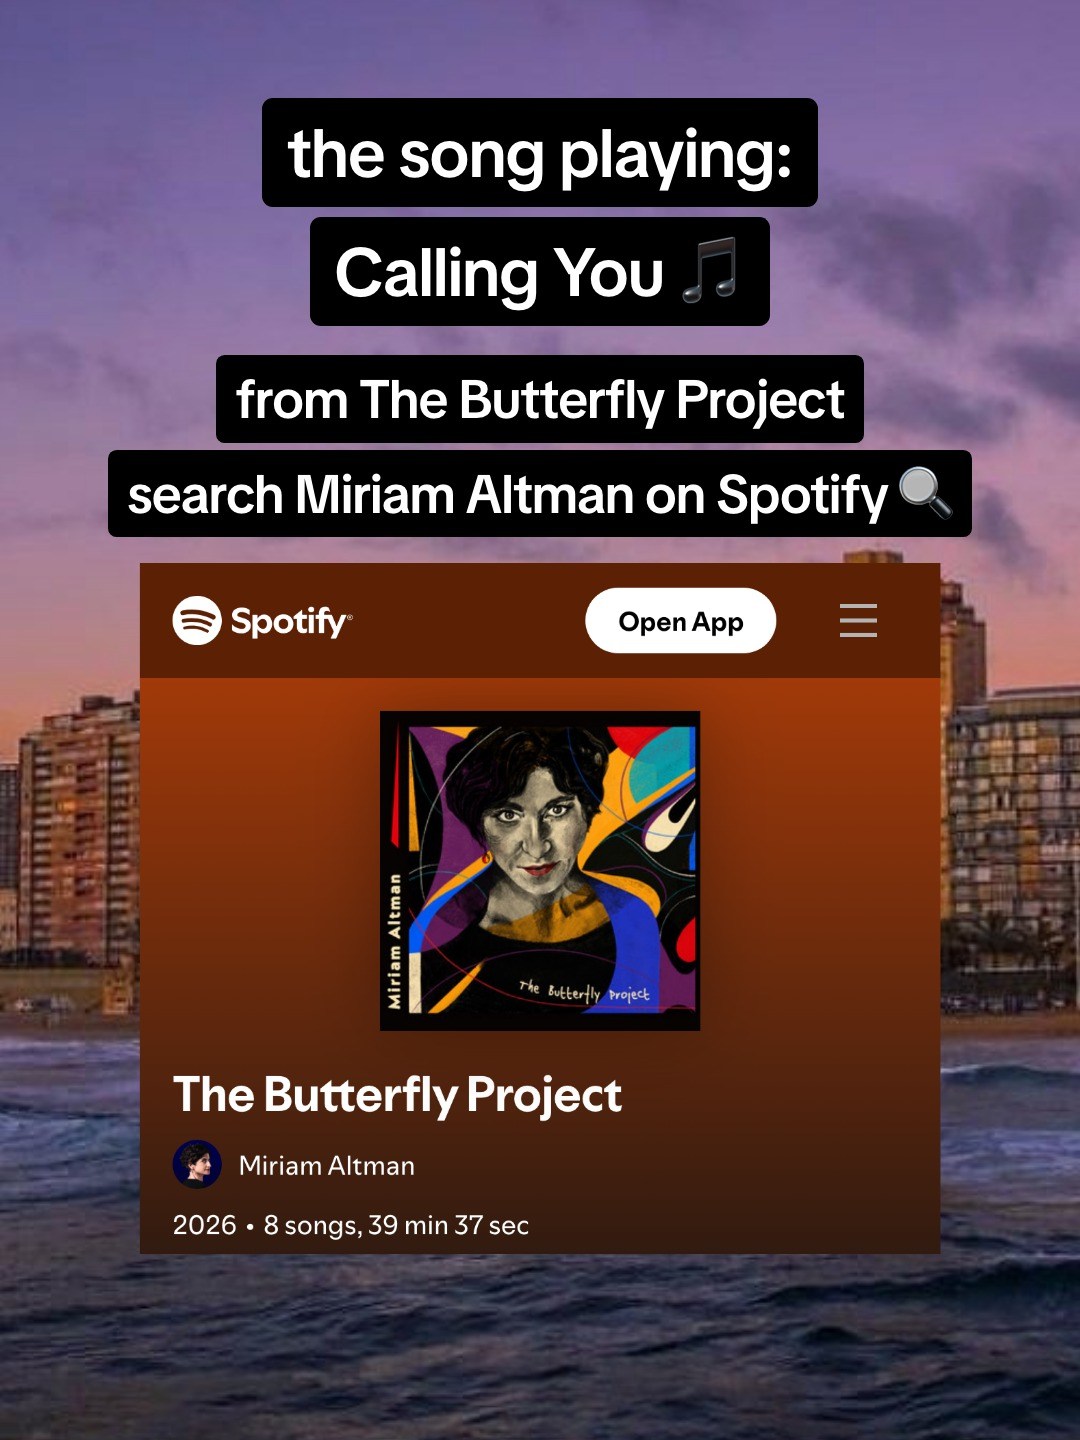 the song playing:
Calling You 🎵
from The Butterfly Project
search Miriam Altman on Spotify 🔍
Spotify®
Open App
Miriam Altman
The Butterfly Project
The Butterfly Project
Miriam Altman
2026 • 8 songs, 39 min 37 sec